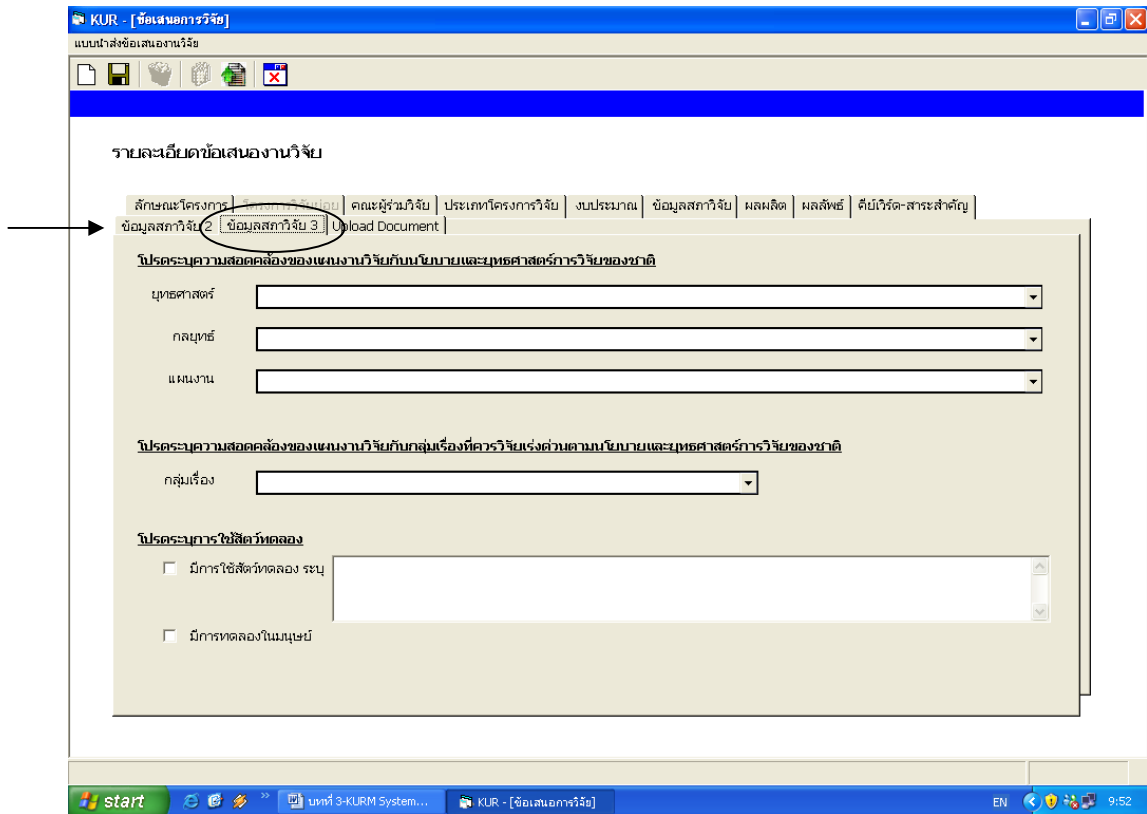 KUR - [ข้อเสนอการวิจัย]
แบบนำส่งข้อเสนองานวิจัย
รายละเอียดข้อเสนองานวิจัย
ลักษณะโครงการ โครงการวิจัยย่อย คณะผู้ร่วมวิจัย ประเภทโครงการวิจัย งบประมาณ ข้อมูลสภาวิจัย ผลผลิต ผลลัพธ์ คีย์เวิร์ด-สาระสำคัญ
ข้อมูลสภาวิจัย 2 ข้อมูลสภาวิจัย 3 Upload Document
โปรดระบุความสอดคล้องของแผนงานวิจัยกับนโยบายและยุทธศาสตร์การวิจัยของชาติ
ยุทธศาสตร์
กลยุทธ์
แผนงาน
โปรดระบุความสอดคล้องของแผนงานวิจัยกับกลุ่มเรื่องที่ควรวิจัยเร่งด่วนตามนโยบายและยุทธศาสตร์การวิจัยของชาติ
กลุ่มเรื่อง
โปรดระบุการใช้สัตว์ทดลอง
มีการใช้สัตว์ทดลอง ระบุ
มีการทดลองในมนุษย์
start บทที่ 3-KURM System... KUR - [ข้อเสนอการวิจัย] EN 9:52